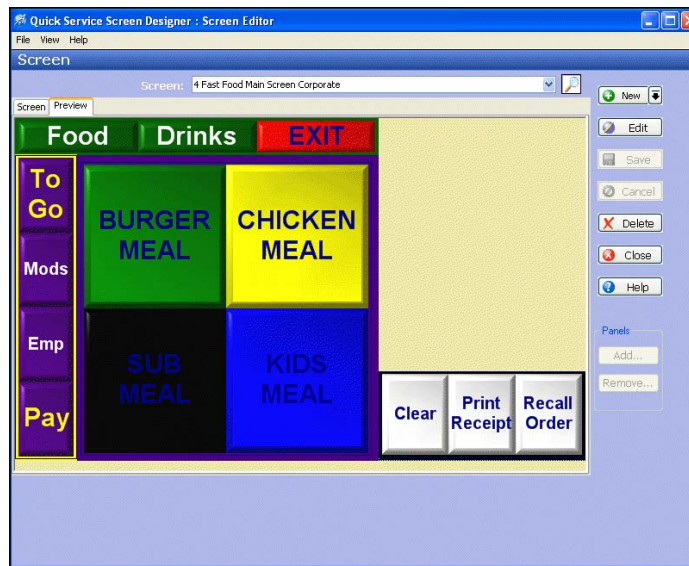 Quick Service Screen Designer : Screen Editor
File View Help
Screen
Screen: 4 Fast Food Main Screen Corporate
Screen Preview
New
Edit
Save
Cancel
Delete
Close
Help
Panels
Add...
Remove...
Food Drinks EXIT
To
Go
Mods
Emp
Pay
BURGER
MEAL
CHICKEN
MEAL
SUB
MEAL
KIDS
MEAL
Clear
Print
Receipt
Recall
Order